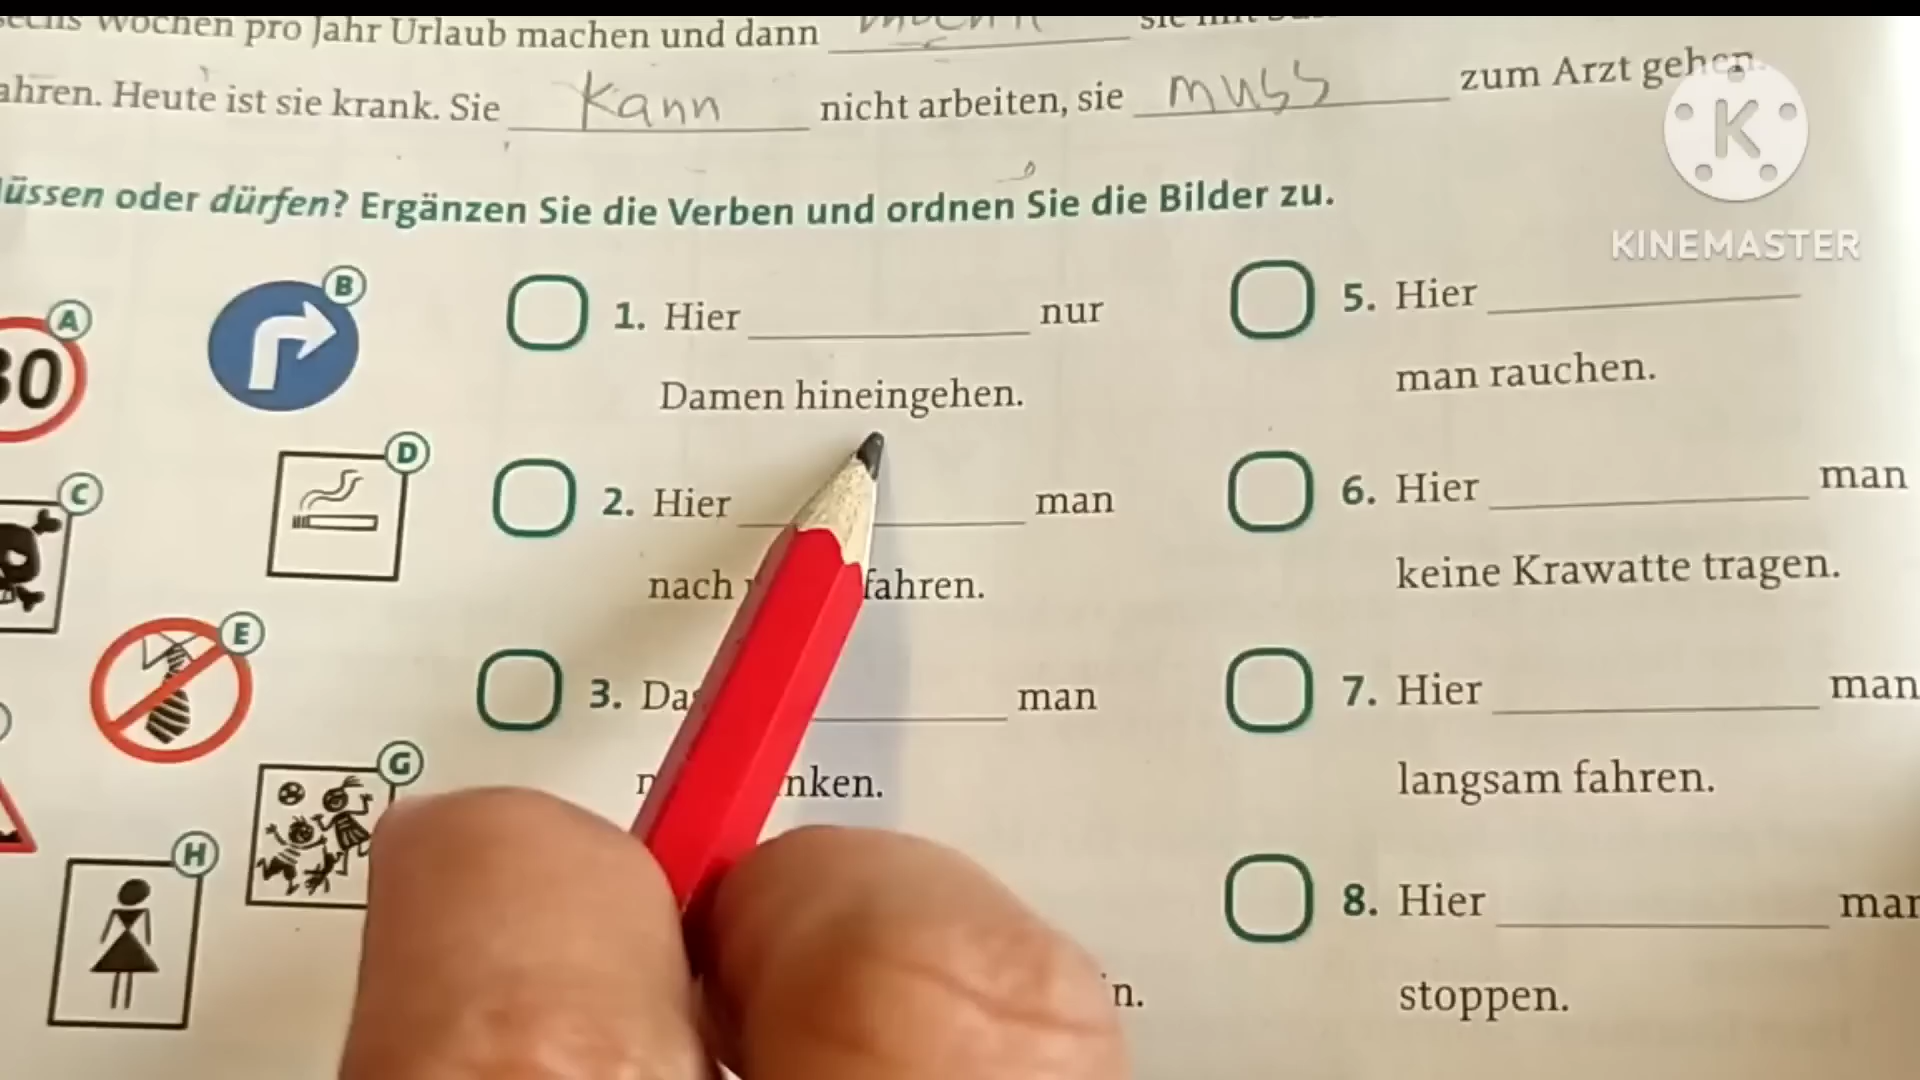 Wochen pro Jahr Urlaub machen und dann
Heute ist sie krank. Sie kann nicht arbeiten, sie muss zum Arzt gehen.
oder dürfen? Ergänzen Sie die Verben und ordnen Sie die Bilder zu.
A
30
B
C
D
E
G
H
1. Hier nur
Damen hineingehen.
2. Hier man
nach fahren.
3. man
4
5. Hier
man rauchen.
6. Hier man
keine Krawatte tragen.
7. Hier man
langsam fahren.
8. Hier
stoppen.
K
KINEMASTER